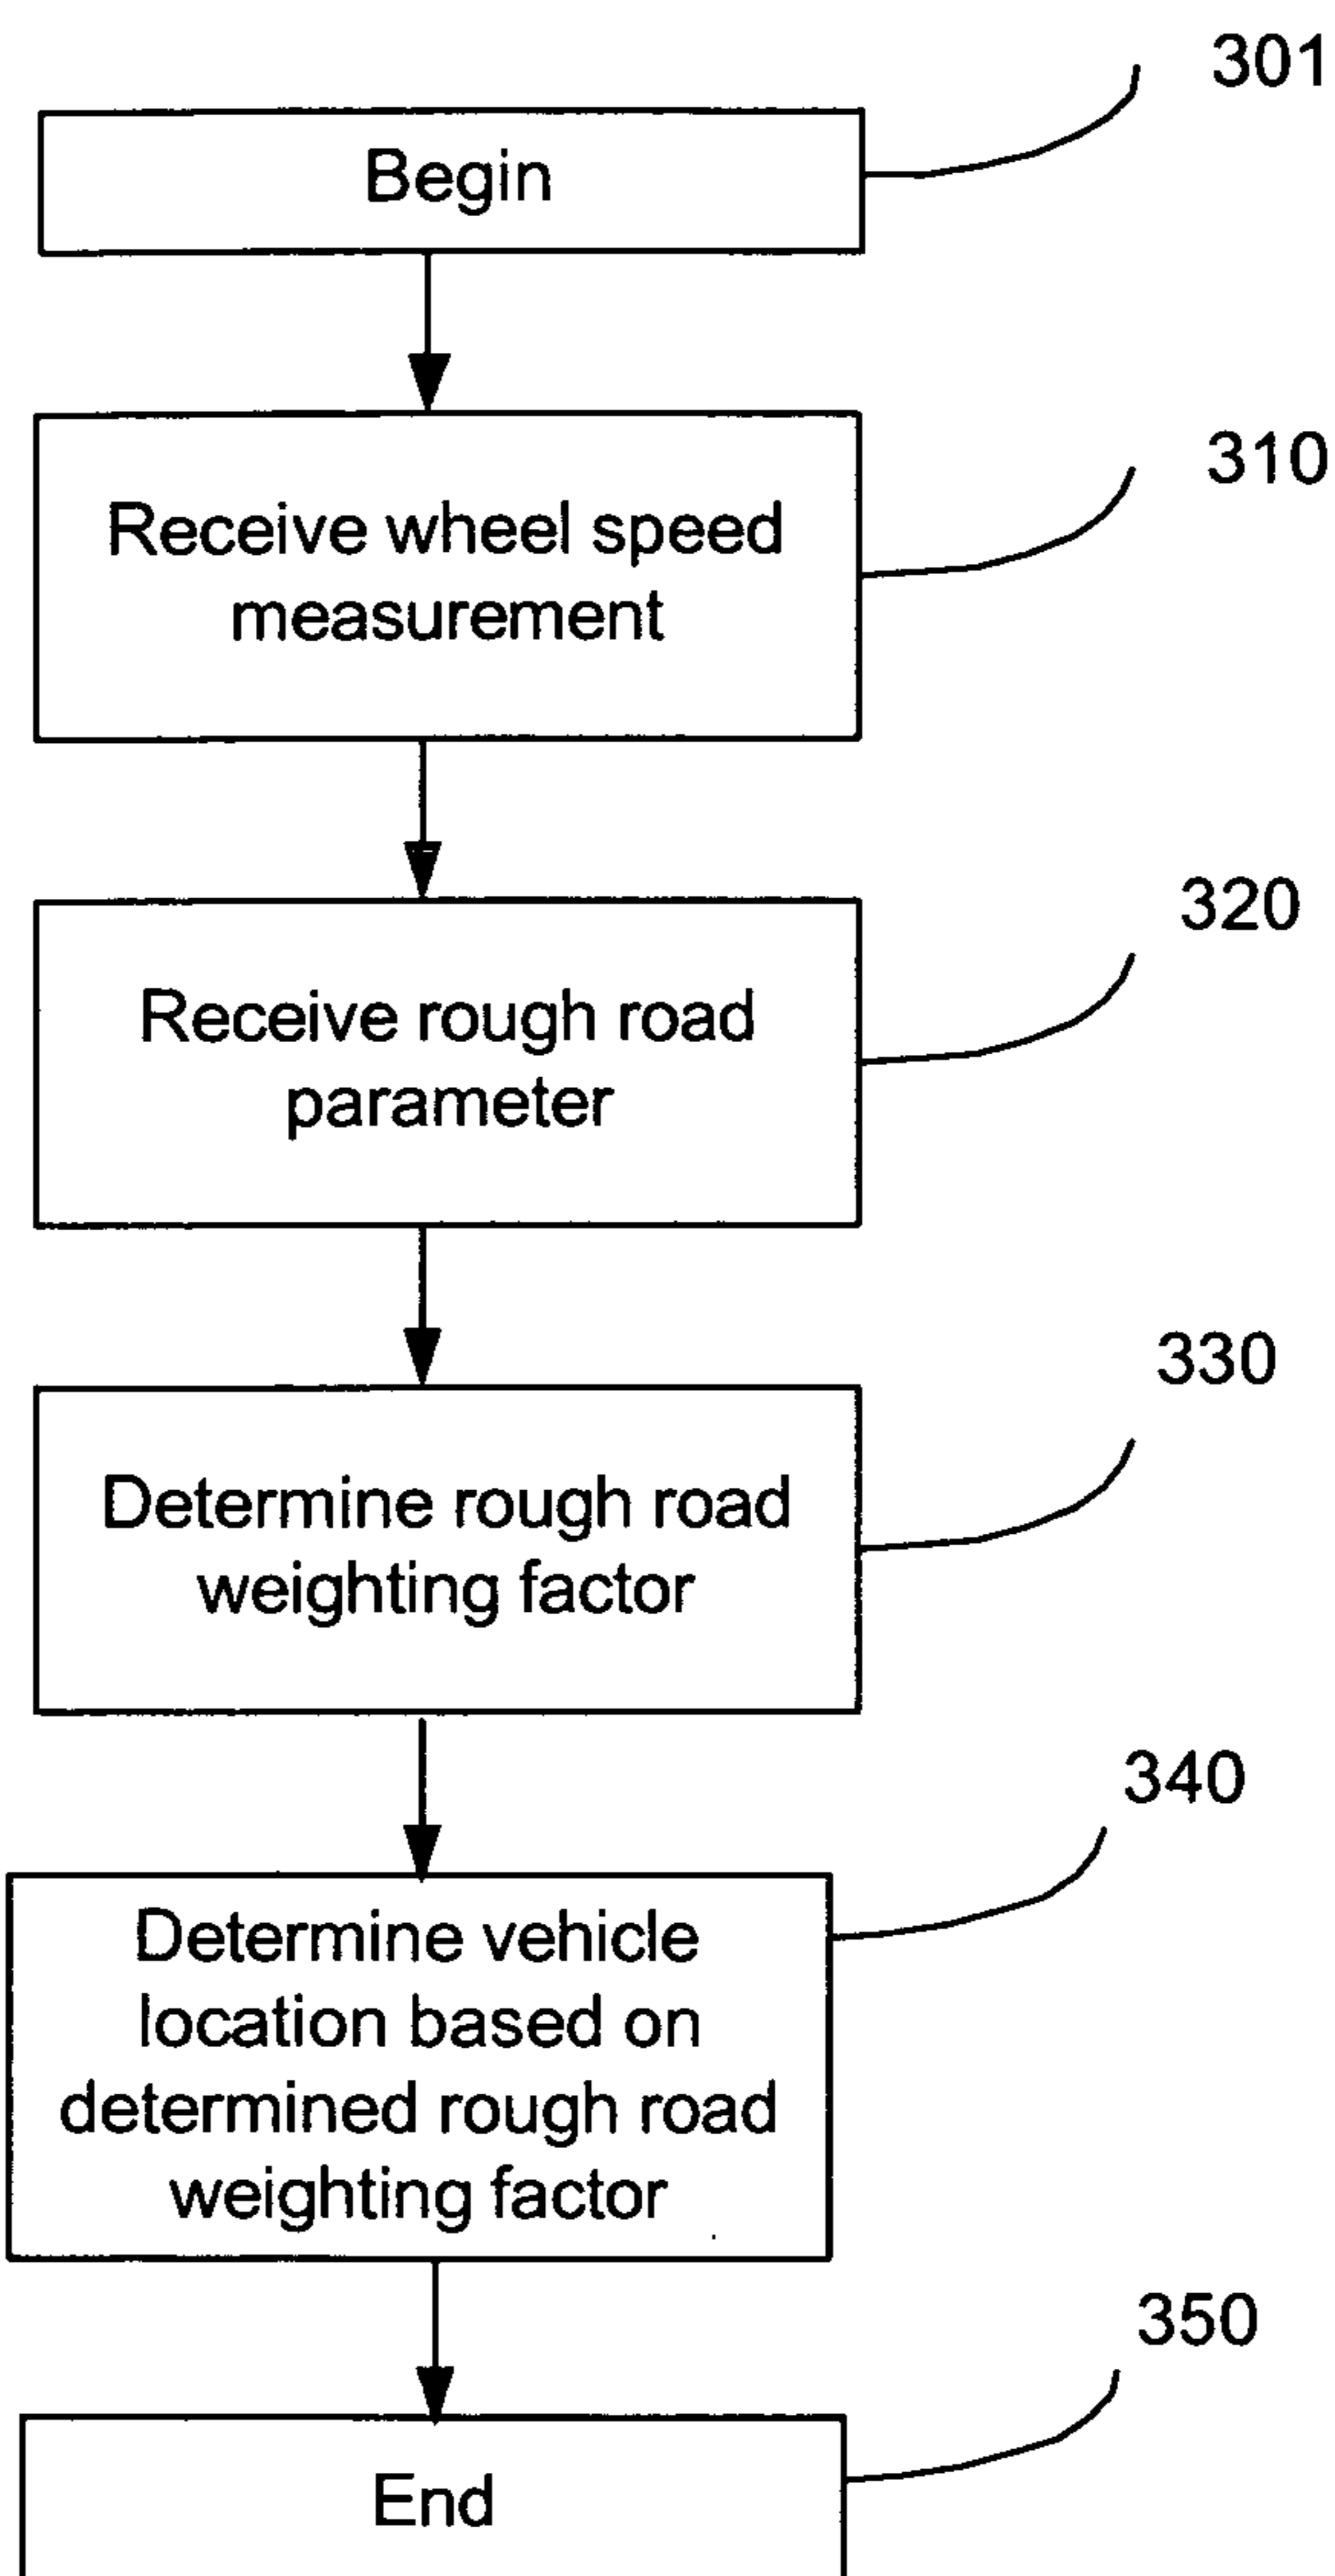 301
Begin
310
Receive wheel speed
measurement
320
Receive rough road
parameter
330
Determine rough road
weighting factor
340
Determine vehicle
location based on
determined rough road
weighting factor
350
End